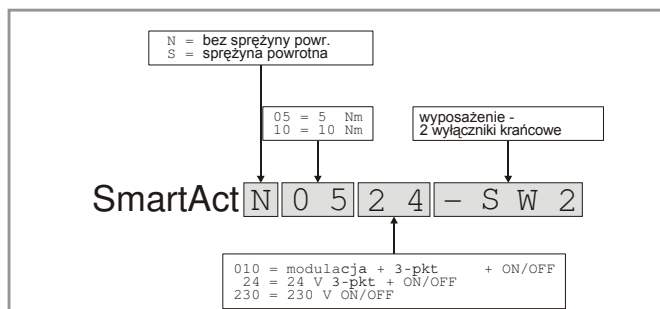 N = bez sprężyny powr.
S = sprężyna powrotna
05 = 5 Nm
10 = 10 Nm
wyposażenie -
2 wyłączniki krańcowe
SmartAct N 0 5 2 4 - S W 2
010 = modulacja + 3-pkt + ON/OFF
24 = 24 V 3-pkt + ON/OFF
230 = 230 V ON/OFF